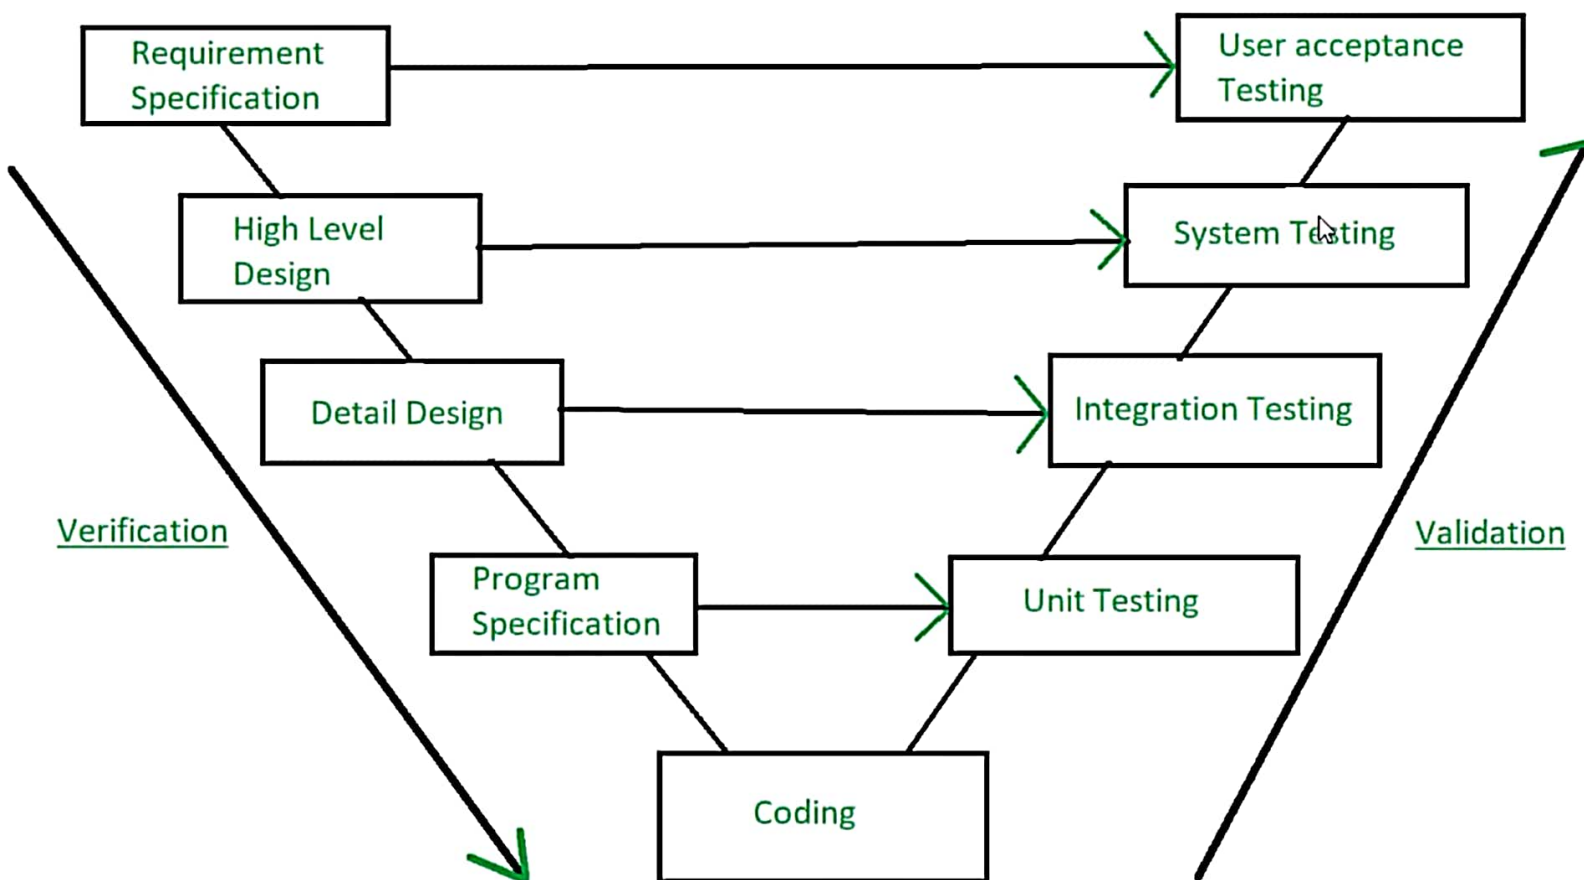 Requirement
Specification
User acceptance
Testing
High Level
Design
System Testing
Detail Design
Integration Testing
Verification
Validation
Program
Specification
Unit Testing
Coding